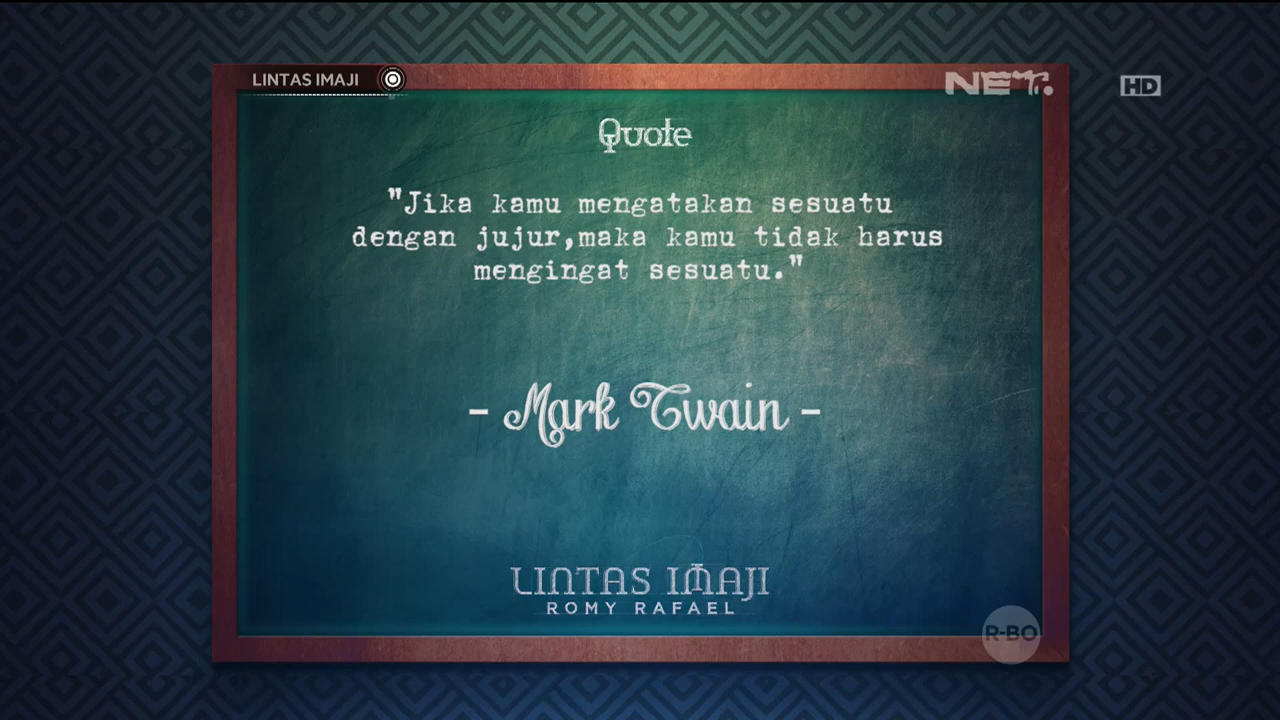 LINTAS IMAJI
NET.
HD
Quote
"Jika kamu mengatakan sesuatu
dengan jujur,maka kamu tidak harus
mengingat sesuatu."
- Mark Twain -
LINTAS IMAJI
ROMY RAFAEL
R-BO